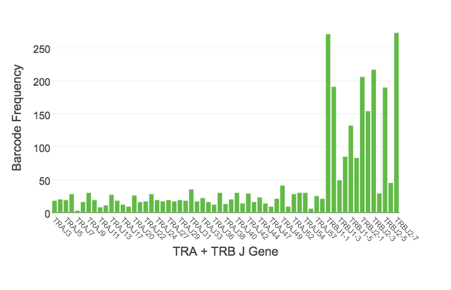 Barcode Frequency
250
200
150
100
50
0
TRAJ3
TRAJ5
TRAJ7
TRAJ9
TRAJ11
TRAJ13
TRAJ20
TRAJ22
TRAJ24
TRAJ27
TRAJ29
TRAJ31
TRAJ33
TRAJ36
TRAJ38
TRAJ40
TRAJ42
TRAJ44
TRAJ47
TRAJ49
TRAJ52
TRAJ54
TRAJ57
TRBJ1-1
TRBJ1-3
TRBJ1-5
TRBJ2-1
TRBJ2-3
TRBJ2-5
TRBJ2-7
TRA + TRB J Gene